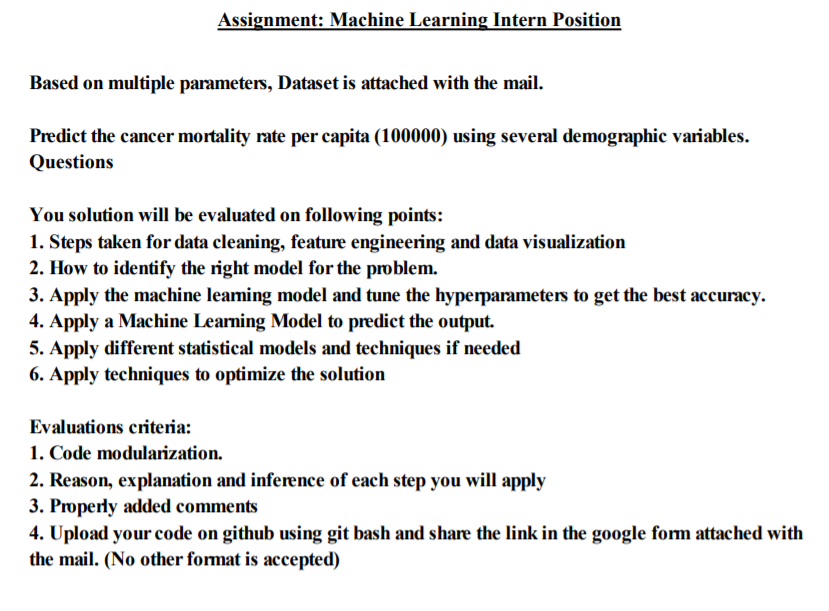 Assignment: Machine Learning Intern Position
Based on multiple parameters, Dataset is attached with the mail.
Predict the cancer mortality rate per capita (100000) using several demographic variables.
Questions
You solution will be evaluated on following points:
1. Steps taken for data cleaning, feature engineering and data visualization
2. How to identify the right model for the problem.
3. Apply the machine learning model and tune the hyperparameters to get the best accuracy.
4. Apply a Machine Learning Model to predict the output.
5. Apply different statistical models and techniques if needed
6. Apply techniques to optimize the solution
Evaluations criteria:
1. Code modularization.
2. Reason, explanation and inference of each step you will apply
3. Properly added comments
4. Upload your code on github using git bash and share the link in the google form attached with
the mail. (No other format is accepted)